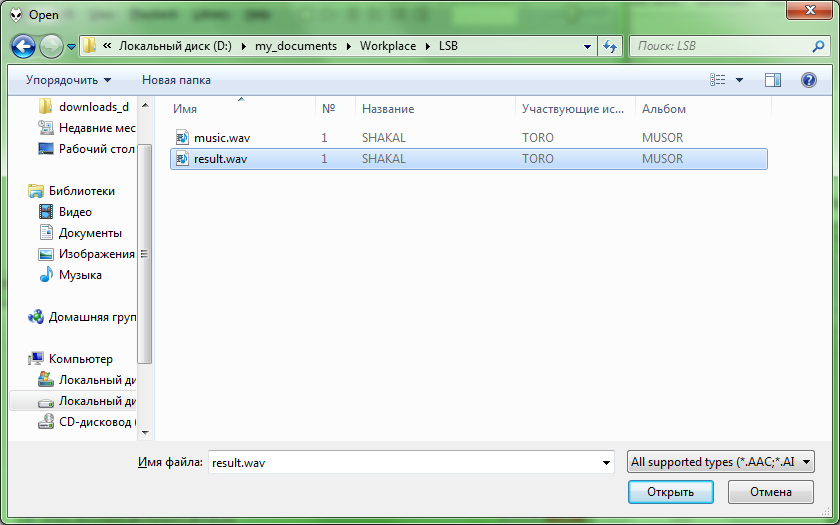 Open
« Локальный диск (D:) ▸ my_documents ▸ Workplace ▸ LSB
Поиск: LSB
Упорядочить
Новая папка
Имя № Название Участвующие ис... Альбом
music.wav 1 SHAKAL TORO MUSOR
result.wav 1 SHAKAL TORO MUSOR
downloads_d
Недавние мес
Рабочий стол
Библиотеки
Видео
Документы
Изображения
Музыка
Домашняя груп
Компьютер
Локальный ди
Локальный ди
CD-дисковод (
Имя файла: result.wav
All supported types (*.AAC;*.AI
Открыть
Отмена